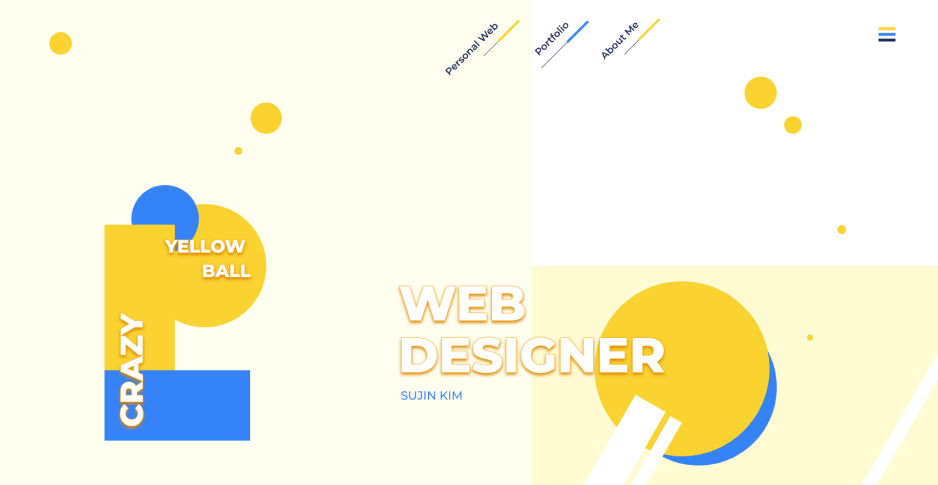 Personal Web
Portfolio
About Me
YELLOW
BALL
CRAZY
WEB
DESIGNER
SUJIN KIM